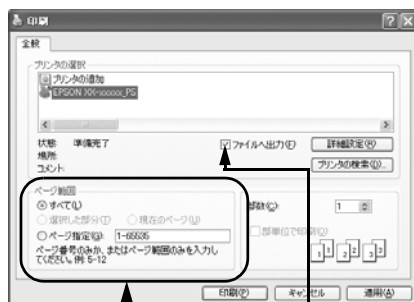 印刷
全般
プリンタの選択
プリンタの追加
EPSON XX-xxxxx_PS
状態: 準備完了
場所:
コメント:
ファイルへ出力(F)
詳細設定(R)
プリンタの検索(D)...
ページ範囲
すべて(L)
選択した部分(T) 現在のページ(U)
ページ指定(G): 1-65535
ページ番号のみか、またはページ範囲のみを入力し
てください。例: 5-12
部数(C): 1
部単位で印刷(O)
1 1 2 2 3 3
印刷(P) キャンセル 適用(A)